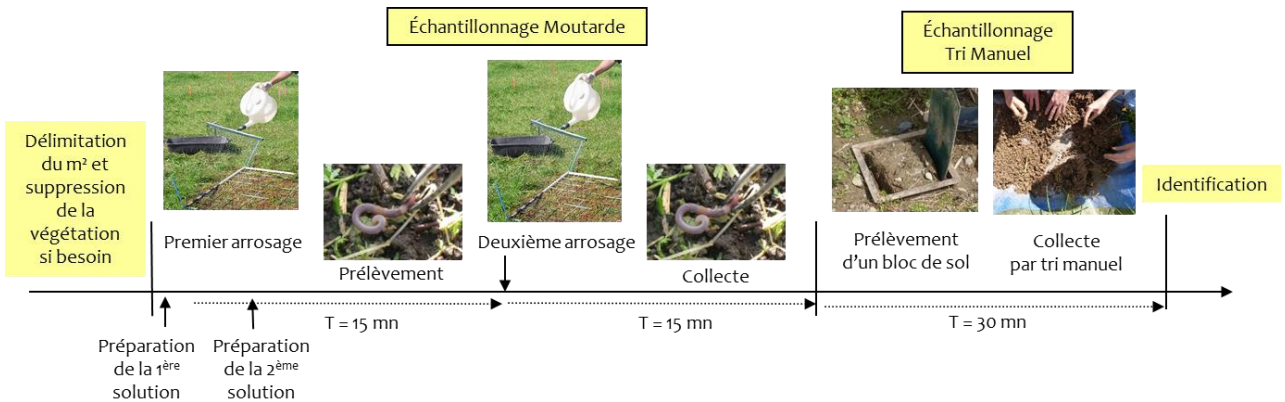 Échantillonnage Moutarde
Échantillonnage
Tri Manuel
Délimitation
du m² et
suppression
de la
végétation
si besoin
Premier arrosage
Prélèvement
Deuxième arrosage
Collecte
Prélèvement
d'un bloc de sol
Collecte
par tri manuel
Identification
T = 15 mn
T = 15 mn
T = 30 mn
Préparation
de la 1ère
solution
Préparation
de la 2ème
solution